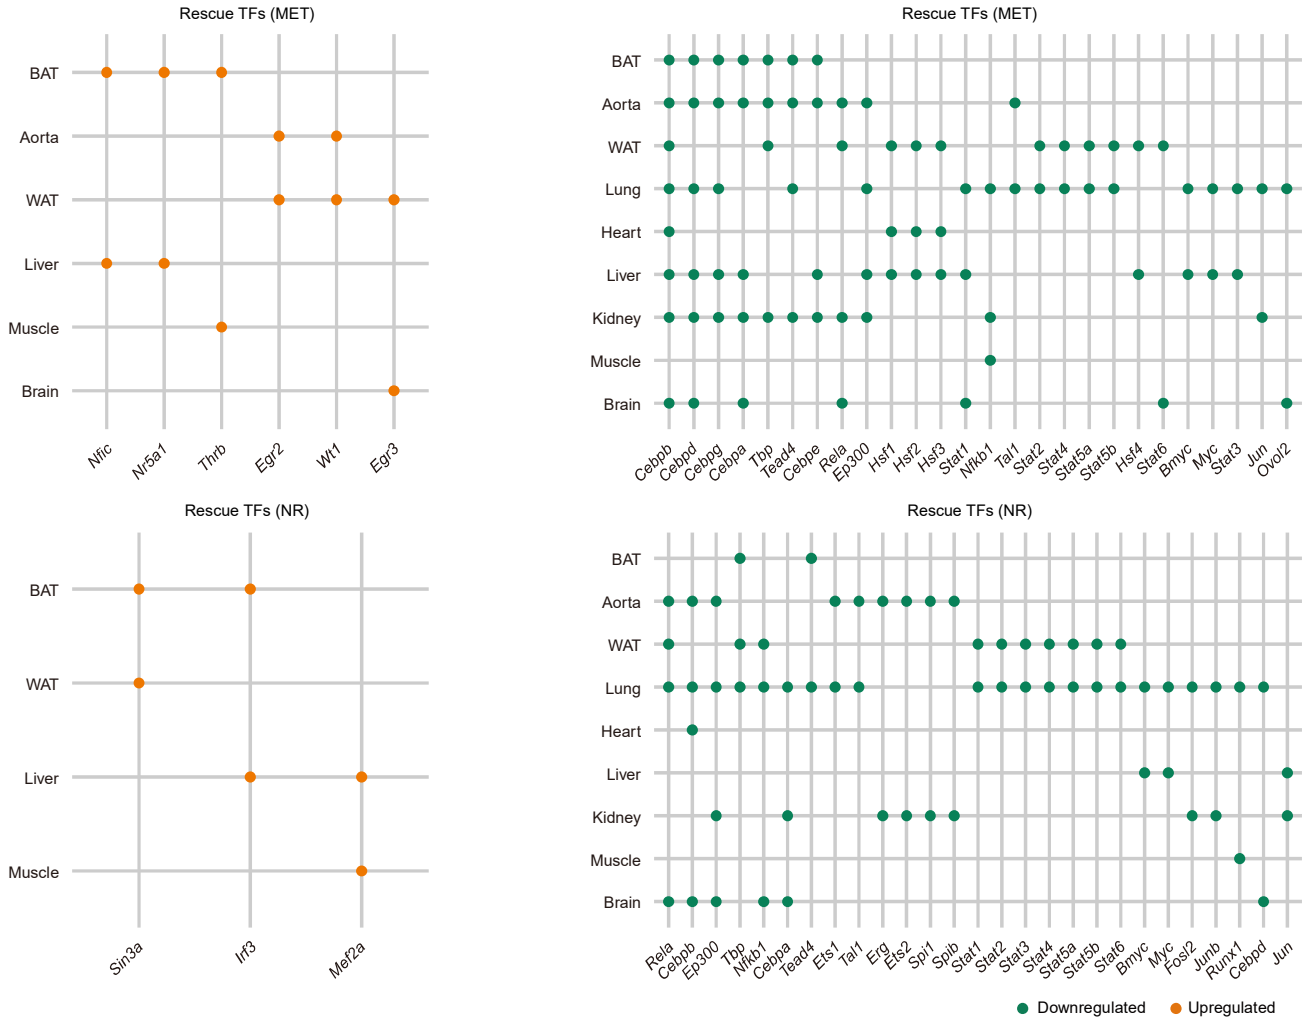 Rescue TFs (MET)
BAT
Aorta
WAT
Liver
Muscle
Brain
Nfic Nr5a1 Thrb Egr2 Wt1 Egr3
Rescue TFs (MET)
BAT
Aorta
WAT
Lung
Heart
Liver
Kidney
Muscle
Brain
Cebpb Cebpd Cebpg Cebpa Tbp Tead4 Cebpe Rela Ep300 Hsf1 Hsf2 Hsf3 Stat1 Nfkb1 Tal1 Stat2 Stat4 Stat5a Stat5b Hsf4 Stat6 Bmyc Myc Stat3 Jun Ovol2
Rescue TFs (NR)
BAT
WAT
Liver
Muscle
Sin3a Irf3 Mef2a
Rescue TFs (NR)
BAT
Aorta
WAT
Lung
Heart
Liver
Kidney
Muscle
Brain
Rela Cebpb Ep300 Tbp Nfkb1 Cebpa Tead4 Ets1 Tal1 Erg Ets2 Spi1 Spib Stat1 Stat2 Stat3 Stat4 Stat5a Stat5b Stat6 Bmyc Myc Fosl2 Junb Runx1 Cebpd Jun
Downregulated Upregulated